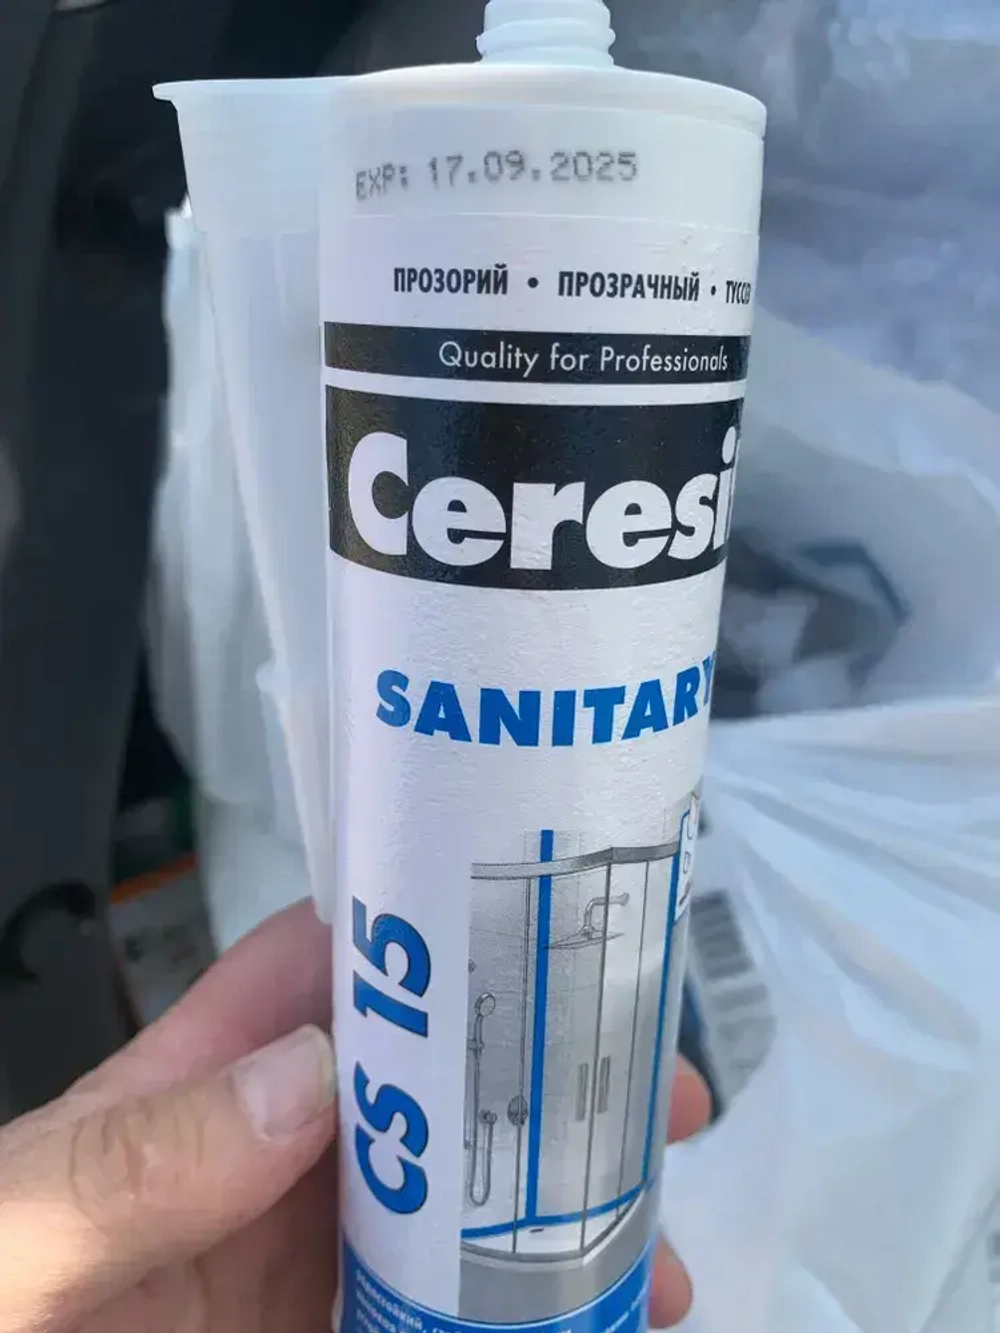 EXP: 17.09.2025
ПРОЗОРИЙ • ПРОЗРАЧНЫЙ •
Quality for Professionals
Ceresi
SANITARY
CS 15